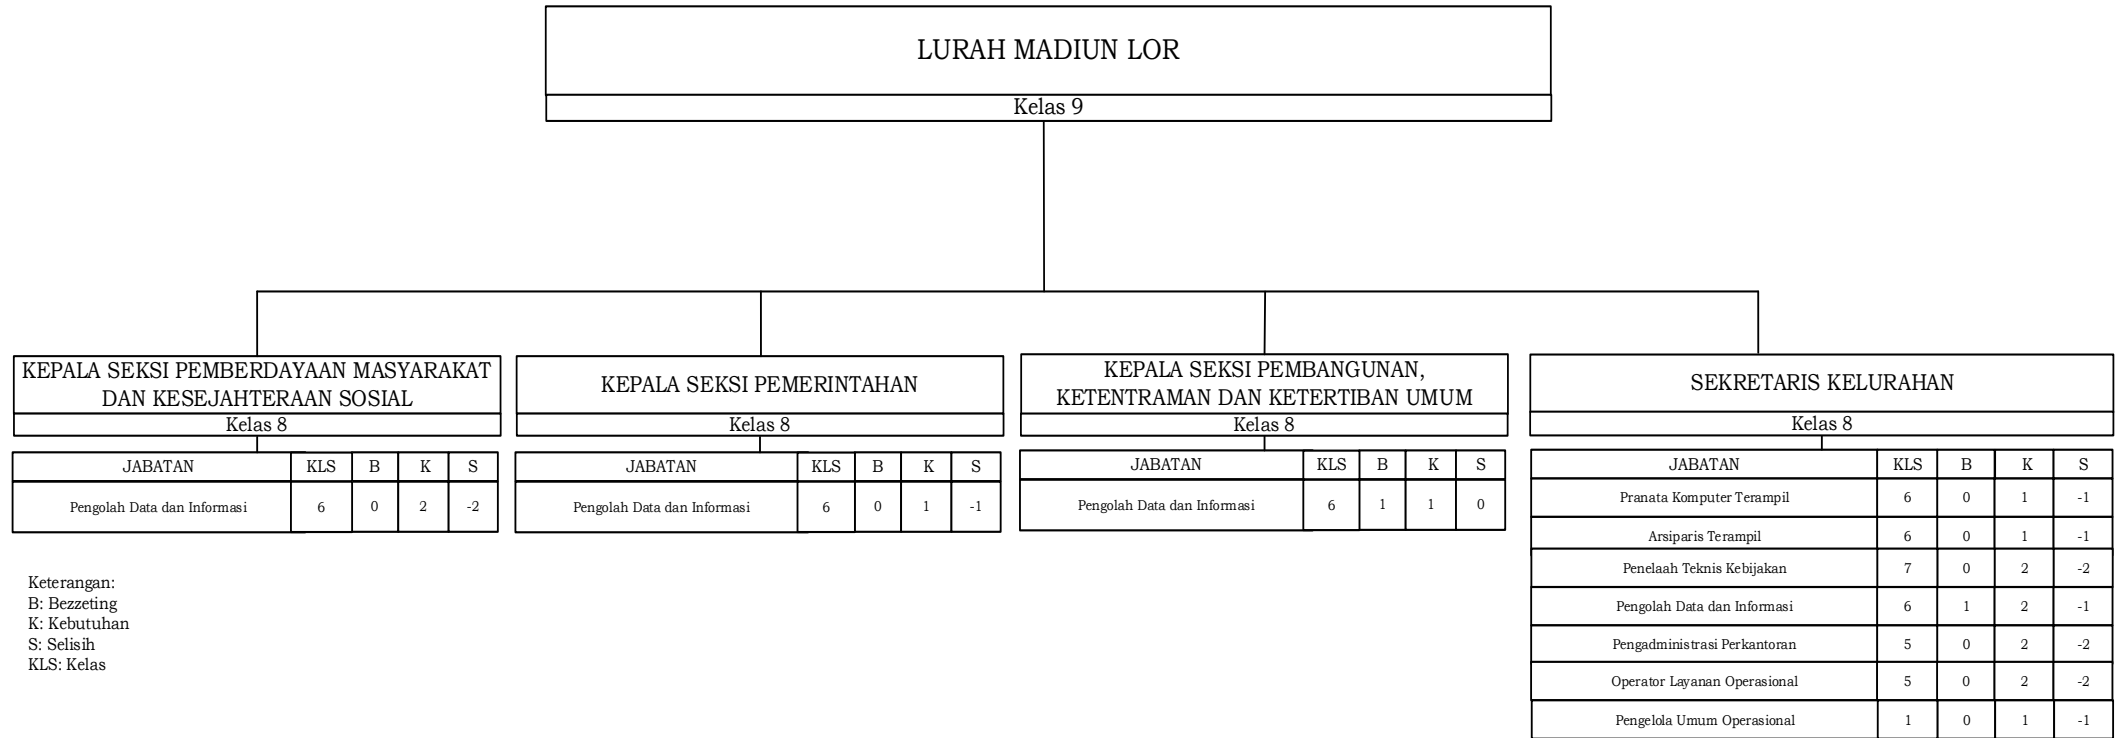 LURAH MADIUN LOR
Kelas 9
KEPALA SEKSI PEMBERDAYAAN MASYARAKAT
DAN KESEJAHTERAAN SOSIAL
Kelas 8
JABATAN KLS B K S
Pengolah Data dan Informasi 6 0 2 -2
KEPALA SEKSI PEMERINTAHAN
Kelas 8
JABATAN KLS B K S
Pengolah Data dan Informasi 6 0 1 -1
KEPALA SEKSI PEMBANGUNAN,
KETENTRAMAN DAN KETERTIBAN UMUM
Kelas 8
JABATAN KLS B K S
Pengolah Data dan Informasi 6 1 1 0
SEKRETARIS KELURAHAN
Kelas 8
JABATAN KLS B K S
Pranata Komputer Terampil 6 0 1 -1
Arsiparis Terampil 6 0 1 -1
Penelaah Teknis Kebijakan 7 0 2 -2
Pengolah Data dan Informasi 6 1 2 -1
Pengadministrasi Perkantoran 5 0 2 -2
Operator Layanan Operasional 5 0 2 -2
Pengelola Umum Operasional 1 0 1 -1
Keterangan:
B: Bezzeting
K: Kebutuhan
S: Selisih
KLS: Kelas